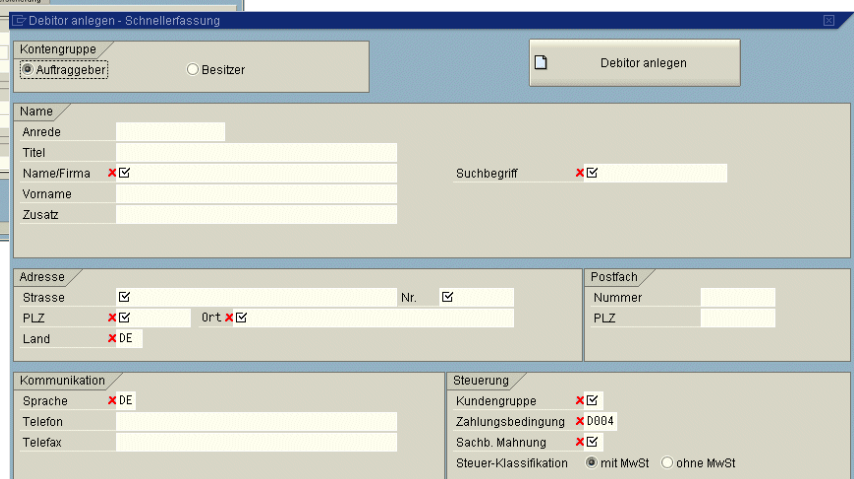 Debitor anlegen - Schnellerfassung
Kontengruppe
Auftraggeber Besitzer
Debitor anlegen
Name
Anrede
Titel
Name/Firma Suchbegriff
Vorname
Zusatz
Adresse
Strasse Nr.
PLZ Ort
Land DE
Postfach
Nummer
PLZ
Kommunikation
Sprache DE
Telefon
Telefax
Steuerung
Kundengruppe
Zahlungsbedingung D004
Sachb. Mahnung
Steuer-Klassifikation mit MwSt ohne MwSt